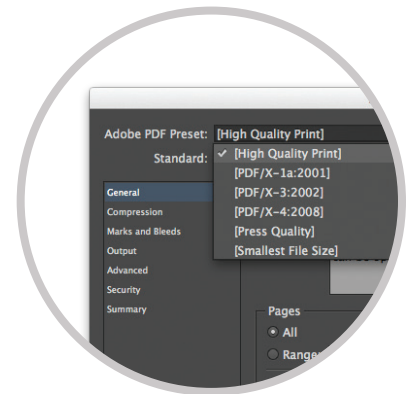 Adobe PDF Preset: [High Quality Print]
Standard:
✓ [High Quality Print]
[PDF/X-1a:2001]
[PDF/X-3:2002]
[PDF/X-4:2008]
[Press Quality]
[Smallest File Size]
General
Compression
Marks and Bleeds
Output
Advanced
Security
Summary
Pages
All